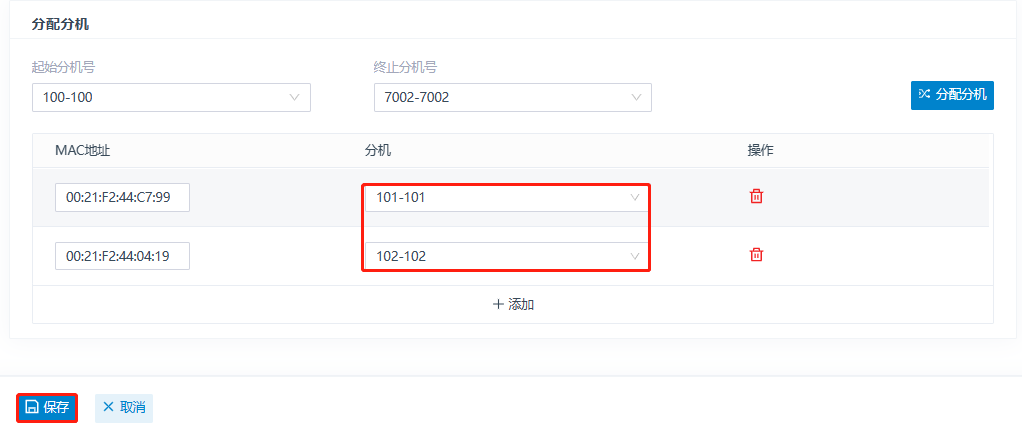 分配分机
起始分机号 终止分机号
100-100 7002-7002 分配分机
MAC地址 分机 操作
00:21:F2:44:C7:99 101-101
00:21:F2:44:04:19 102-102
添加
保存 取消